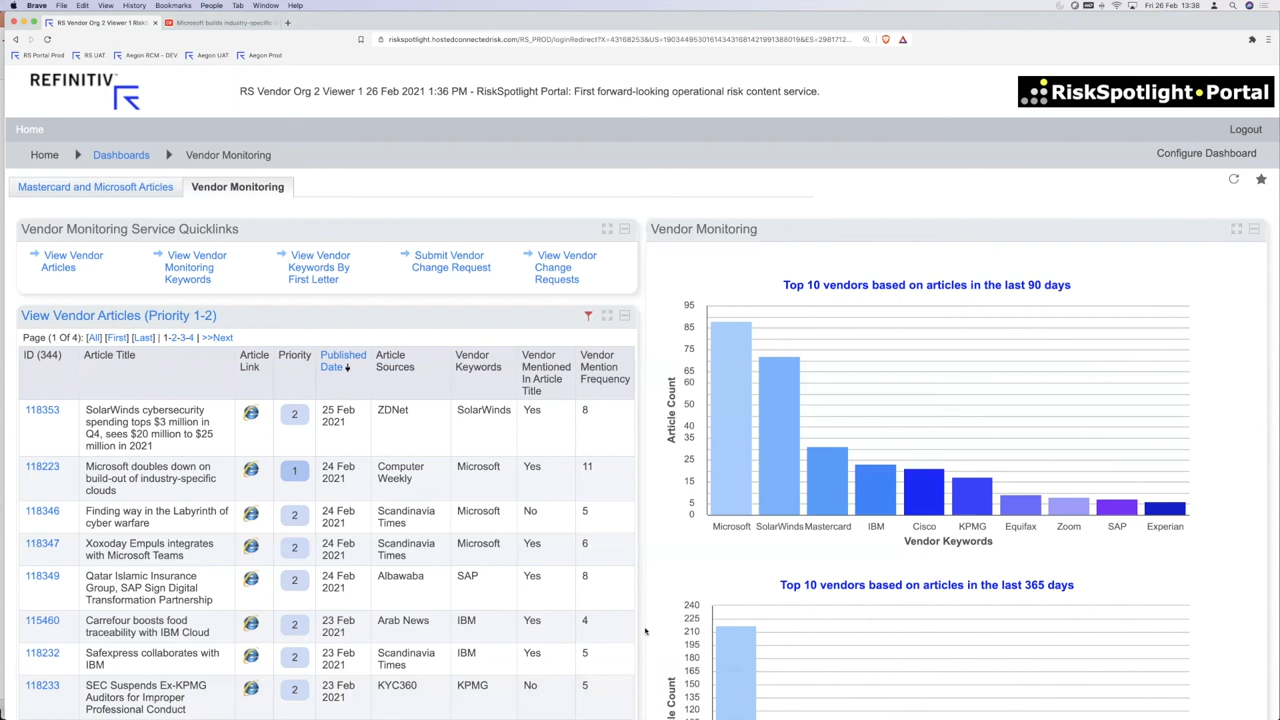 Brave File Edit View History Bookmarks People Tab Window Help Fri 26 Feb 13:38
RS Vendor Org 2 Viewer 1 Risk Microsoft builds industry-specific
riskspotlight.hostedconnectedrisk.com/RS_PROD/loginRedirect?X=43168253&US=19034495301614343168142199138801​9&ES=2981712...
RS Portal Prod RS UAT Aegon RCM - DEV Aegon UAT Aegon Prod
REFINITIV
RS Vendor Org 2 Viewer 1 26 Feb 2021 1:36 PM - RiskSpotlight Portal: First forward-looking operational risk content service.
RiskSpotlight Portal
Home Logout
Home Dashboards Vendor Monitoring Configure Dashboard
Mastercard and Microsoft Articles Vendor Monitoring
Vendor Monitoring Service Quicklinks
View Vendor Articles
View Vendor Monitoring Keywords
View Vendor Keywords By First Letter
Submit Vendor Change Request
View Vendor Change Requests
View Vendor Articles (Priority 1-2)
Page (1 Of 4): [All] [First] [Last] | 1-2-3-4 | >>Next
ID (344) Article Title Article Link Priority Published Date Article Sources Vendor Keywords Vendor Mentioned In Article Title Vendor Mention Frequency
118353 SolarWinds cybersecurity spending tops $3 million in Q4, sees $20 million to $25 million in 2021 2 25 Feb 2021 ZDNet SolarWinds Yes 8
118223 Microsoft doubles down on build-out of industry-specific clouds 1 24 Feb 2021 Computer Weekly Microsoft Yes 11
118346 Finding way in the Labyrinth of cyber warfare 2 24 Feb 2021 Scandinavia Times Microsoft No 5
118347 Xoxoday Empuls integrates with Microsoft Teams 2 24 Feb 2021 Scandinavia Times Microsoft Yes 6
118349 Qatar Islamic Insurance Group, SAP Sign Digital Transformation Partnership 2 24 Feb 2021 Albawaba SAP Yes 8
115460 Carrefour boosts food traceability with IBM Cloud 2 23 Feb 2021 Arab News IBM Yes 4
118232 Safexpress collaborates with IBM 2 23 Feb 2021 Scandinavia Times IBM Yes 5
118233 SEC Suspends Ex-KPMG Auditors for Improper Professional Conduct 2 23 Feb 2021 KYC360 KPMG No 5
Vendor Monitoring
Top 10 vendors based on articles in the last 90 days
Article Count
95
85
75
65
60
50
40
35
25
15
5
0
Microsoft SolarWinds Mastercard IBM Cisco KPMG Equifax Zoom SAP Experian
Vendor Keywords
Top 10 vendors based on articles in the last 365 days
Count
240
225
210
195
180
165
150
135
120